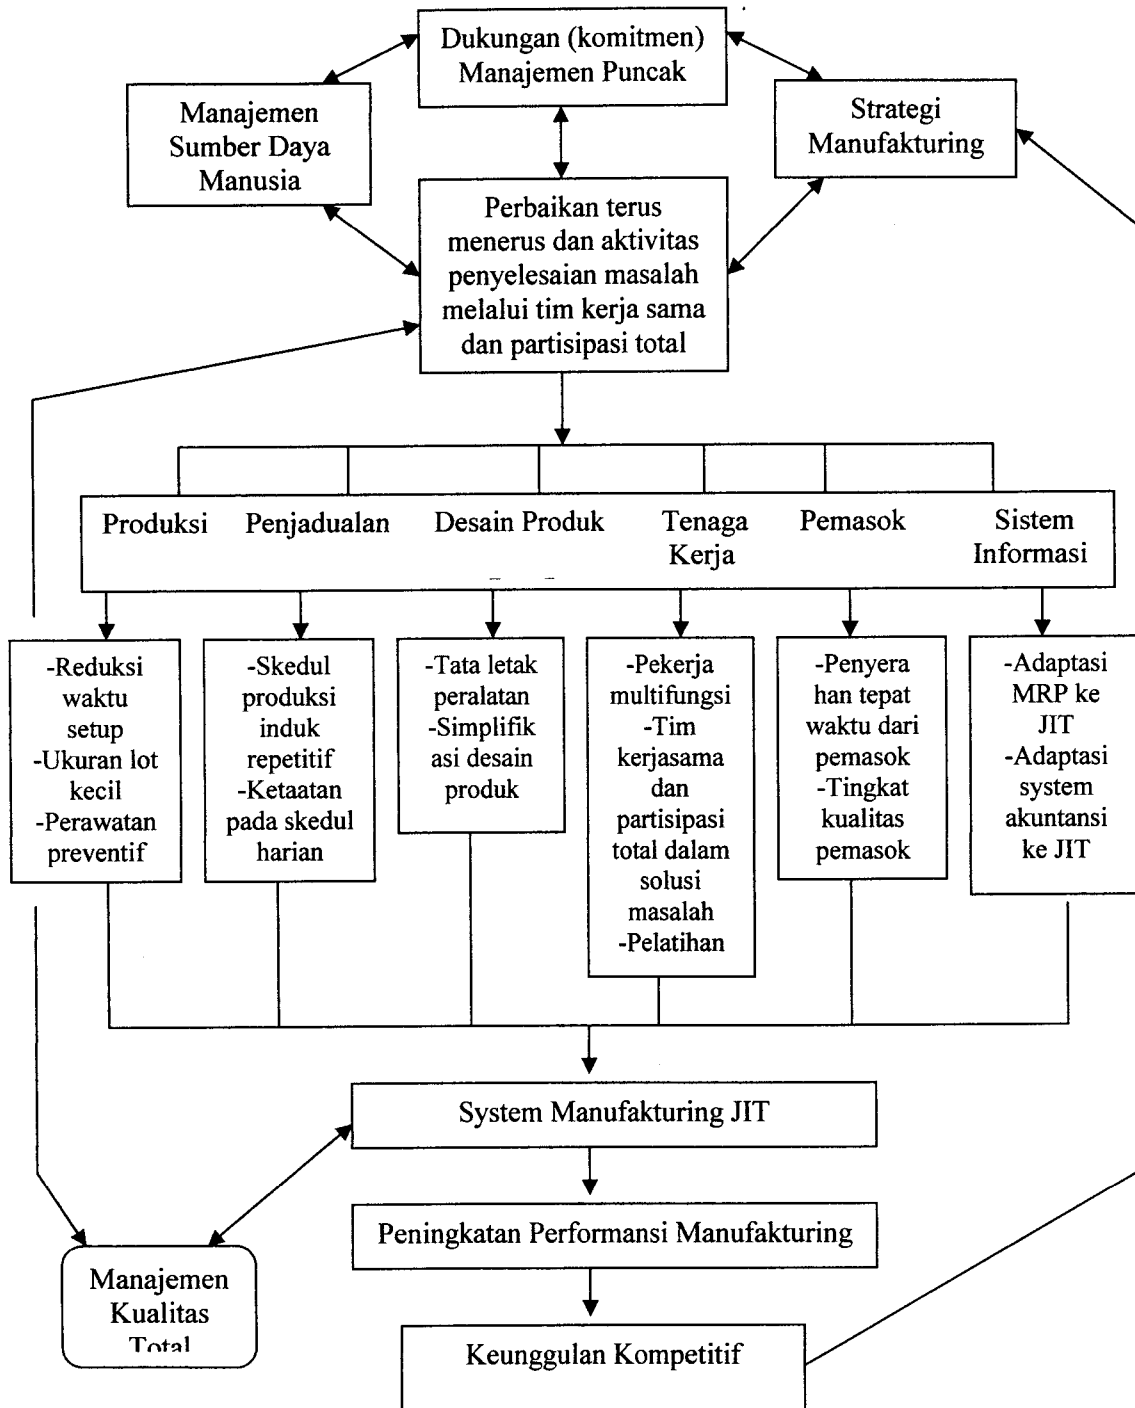 Dukungan (komitmen)
Manajemen Puncak
Manajemen
Sumber Daya
Manusia
Strategi
Manufakturing
Perbaikan terus
menerus dan aktivitas
penyelesaian masalah
melalui tim kerja sama
dan partisipasi total
Produksi
Penjadualan
Desain Produk
Tenaga
Kerja
Pemasok
Sistem
Informasi
-Reduksi
waktu
setup
-Ukuran lot
kecil
-Perawatan
preventif
-Skedul
produksi
induk
repetitif
-Ketaatan
pada skedul
harian
-Tata letak
peralatan
-Simplifik
asi desain
produk
-Pekerja
multifungsi
-Tim
kerjasama
dan
partisipasi
total dalam
solusi
masalah
-Pelatihan
-Penyera
han tepat
waktu dari
pemasok
-Tingkat
kualitas
pemasok
-Adaptasi
MRP ke
JIT
-Adaptasi
system
akuntansi
ke JIT
System Manufakturing JIT
Peningkatan Performansi Manufakturing
Manajemen
Kualitas
Total
Keunggulan Kompetitif